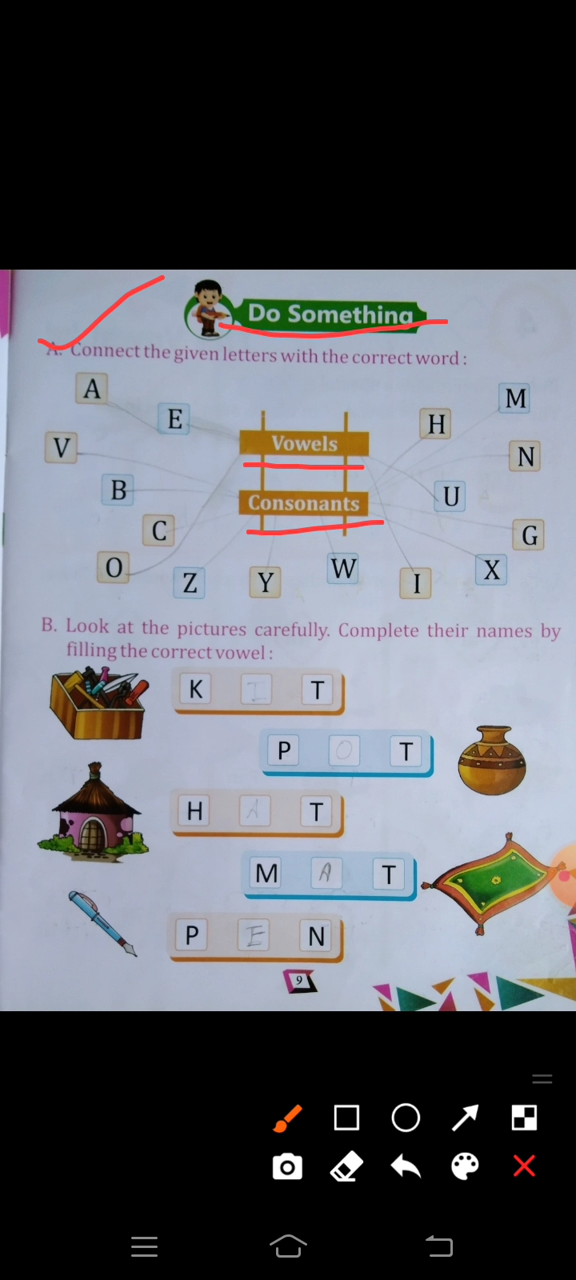 Do Something
A. Connect the given letters with the correct word :
A
E
H
M
V
Vowels
N
B
Consonants
U
C
G
O
Z
Y
W
I
X
B. Look at the pictures carefully. Complete their names by
filling the correct vowel :
K I T
P O T
H A T
M A T
P E N
9